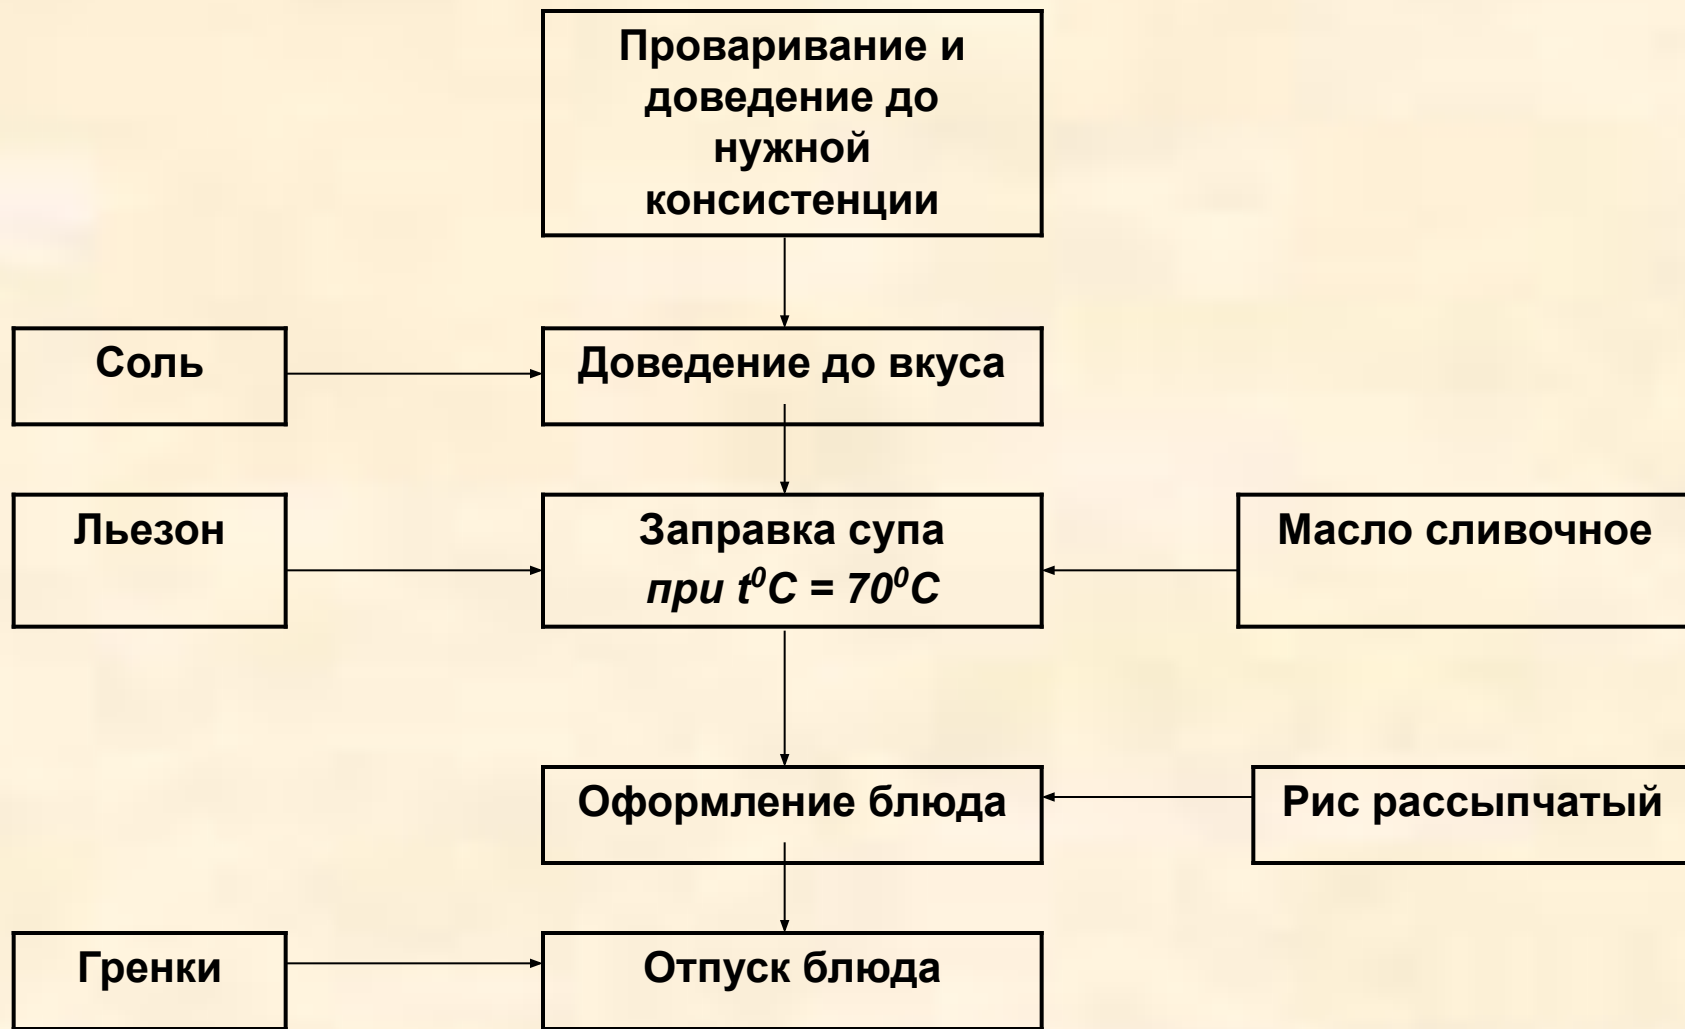 Проваривание и
доведение до
нужной
консистенции
Соль
Доведение до вкуса
Льезон
Заправка супа
при t⁰C = 70⁰C
Масло сливочное
Оформление блюда
Рис рассыпчатый
Гренки
Отпуск блюда